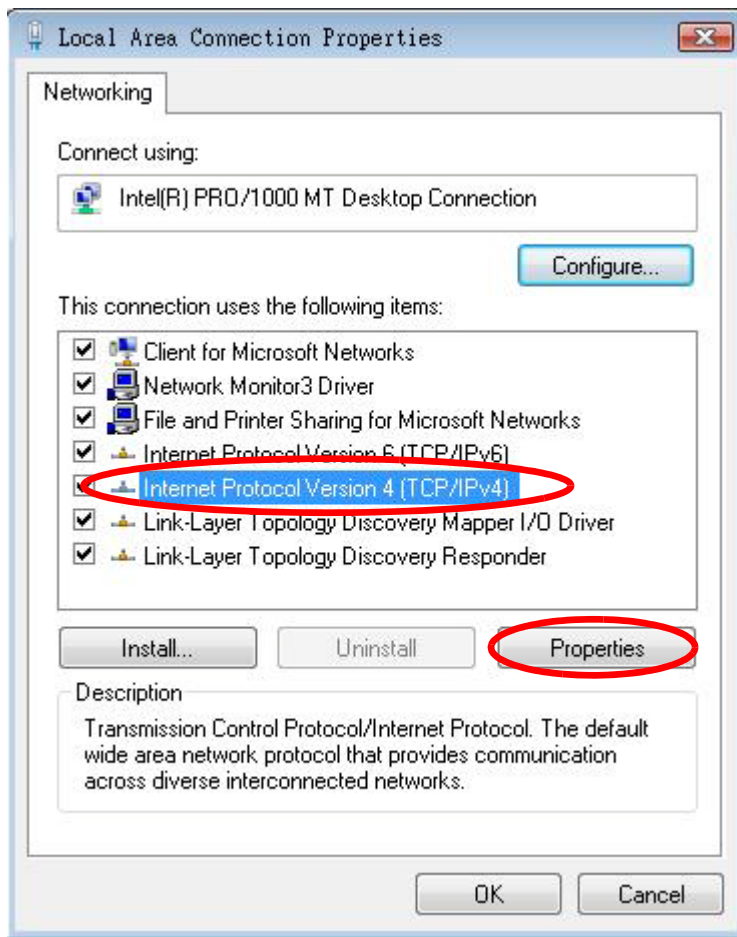 Local Area Connection Properties
Networking
Connect using:
Intel(R) PRO/1000 MT Desktop Connection
Configure...
This connection uses the following items:
Client for Microsoft Networks
Network Monitor3 Driver
File and Printer Sharing for Microsoft Networks
Internet Protocol Version 6 (TCP/IPv6)
Internet Protocol Version 4 (TCP/IPv4)
Link-Layer Topology Discovery Mapper I/O Driver
Link-Layer Topology Discovery Responder
Install... Uninstall Properties
Description
Transmission Control Protocol/Internet Protocol. The default
wide area network protocol that provides communication
across diverse interconnected networks.
OK Cancel